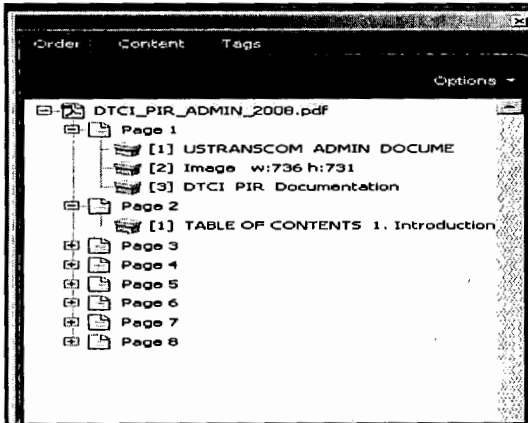 Order Content Tags
Options
DTCI_PIR_ADMIN_2008.pdf
Page 1
[1] USTRANSCOM ADMIN DOCUME
[2] Image w:736 h:731
[3] DTCI PIR Documentation
Page 2
[1] TABLE OF CONTENTS 1. Introduction
Page 3
Page 4
Page 5
Page 6
Page 7
Page 8